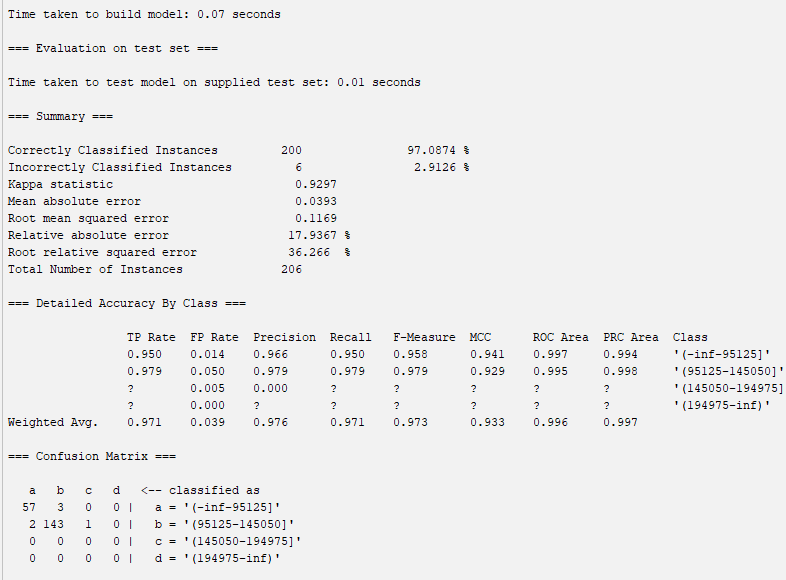 Time taken to build model: 0.07 seconds
=== Evaluation on test set ===
Time taken to test model on supplied test set: 0.01 seconds
=== Summary ===
Correctly Classified Instances         200               97.0874 %
Incorrectly Classified Instances         6                2.9126 %
Kappa statistic                          0.9297
Mean absolute error                      0.0393
Root mean squared error                  0.1169
Relative absolute error                 17.9367 %
Root relative squared error             36.266  %
Total Number of Instances              206
=== Detailed Accuracy By Class ===
                 TP Rate  FP Rate  Precision  Recall   F-Measure  MCC      ROC Area  PRC Area  Class
                 0.950    0.014    0.966      0.950    0.958      0.941    0.997     0.994     '(-inf-95125]'
                 0.979    0.050    0.979      0.979    0.979      0.929    0.995     0.998     '(95125-145050]'
                 ?        0.005    0.000      ?        ?          ?        ?         ?         '(145050-194975]
                 ?        0.000    ?          ?        ?          ?        ?         ?         '(194975-inf)'
Weighted Avg.    0.971    0.039    0.976      0.971    0.973      0.933    0.996     0.997
=== Confusion Matrix ===
   a   b   c   d   <-- classified as
  57   3   0   0 |   a = '(-inf-95125]'
   2 143   1   0 |   b = '(95125-145050]'
   0   0   0   0 |   c = '(145050-194975]'
   0   0   0   0 |   d = '(194975-inf)'